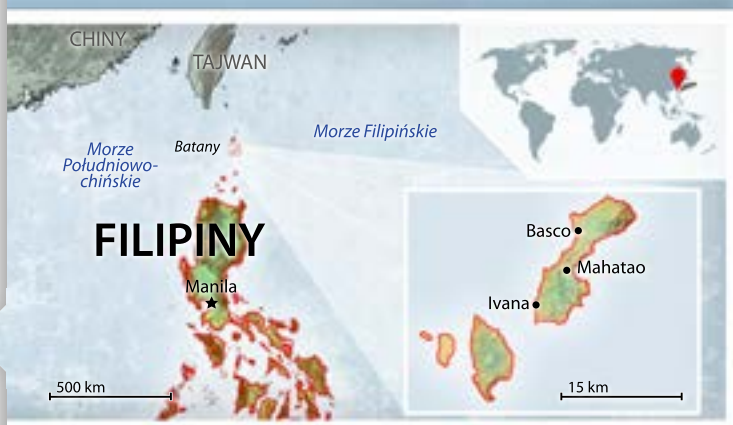 CHINY
TAJWAN
Morze Filipińskie
Batany
Morze
Południowo-
chińskie
FILIPINY
Manila
500 km
Basco
Mahatao
Ivana
15 km